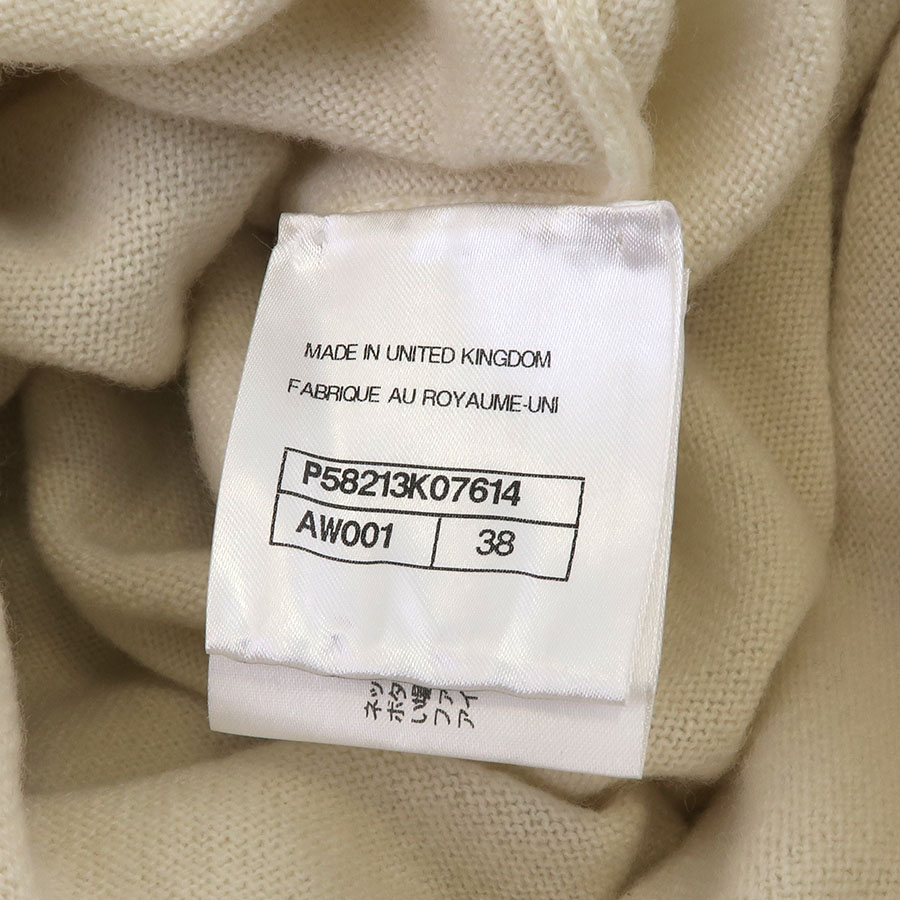 MADE IN UNITED KINGDOM
FABRIQUE AU ROYAUME-UNI
P58213K07614
AW001 38